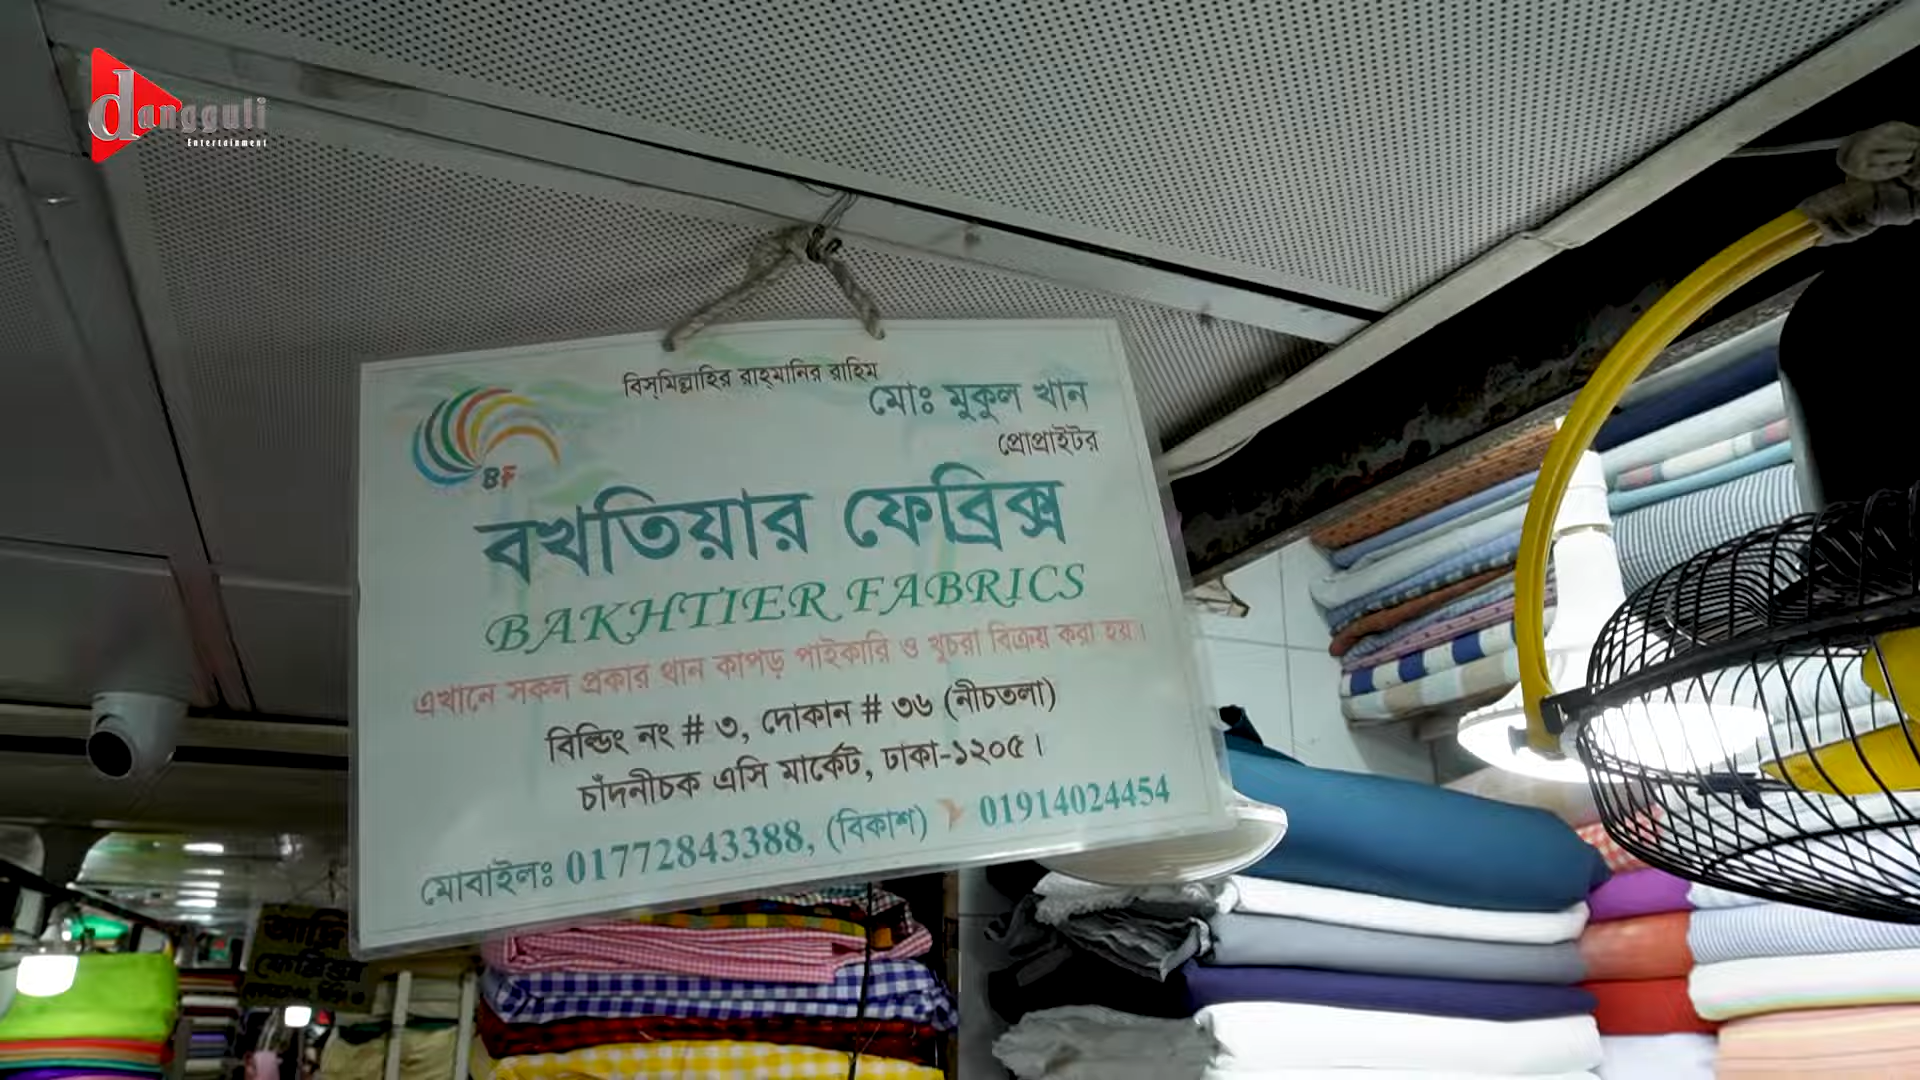 dangguli
Entertainment
বিস্‌মিল্লাহির রাহ্‌মানির রাহিম
মোঃ মুকুল খান
প্রোপ্রাইটর
BF
বখতিয়ার ফেব্রিক্স
BAKHTIER FABRICS
এখানে সকল প্রকার থান কাপড় পাইকারি ও খুচরা বিক্রয় করা হয়।
বিল্ডিং নং # ৩, দোকান # ৩৬ (নীচতলা)
চাঁদনীচক এসি মার্কেট, ঢাকা-১২০৫।
মোবাইলঃ 01772843388, (বিকাশ) 01914024454